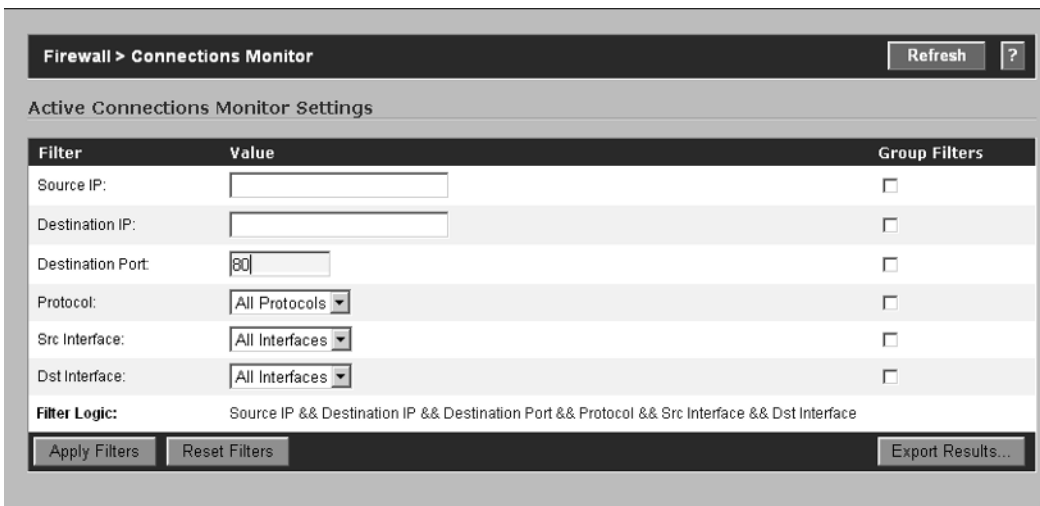 Firewall > Connections Monitor
Refresh
?
Active Connections Monitor Settings
Filter Value Group Filters
Source IP:
Destination IP:
Destination Port: 80
Protocol: All Protocols
Src Interface: All Interfaces
Dst Interface: All Interfaces
Filter Logic: Source IP && Destination IP && Destination Port && Protocol && Src Interface && Dst Interface
Apply Filters Reset Filters Export Results...